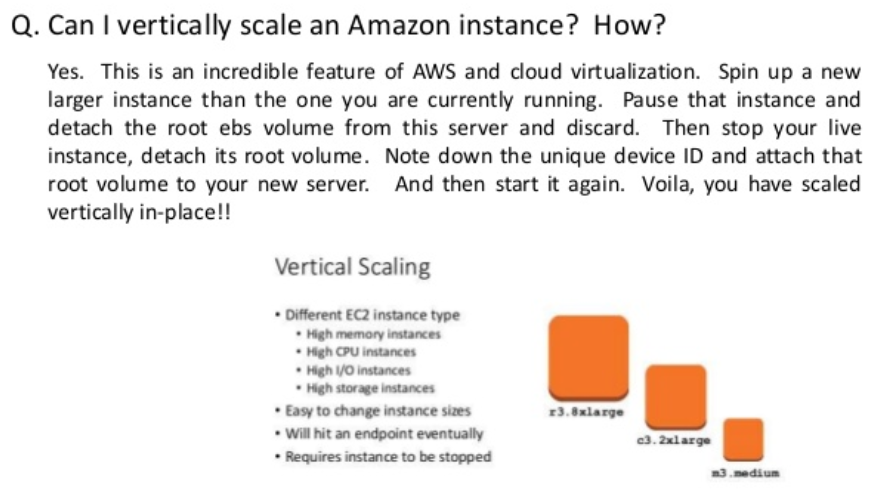 Q. Can I vertically scale an Amazon instance? How?
Yes. This is an incredible feature of AWS and cloud virtualization. Spin up a new
larger instance than the one you are currently running. Pause that instance and
detach the root ebs volume from this server and discard. Then stop your live
instance, detach its root volume. Note down the unique device ID and attach that
root volume to your new server. And then start it again. Voila, you have scaled
vertically in-place!!
Vertical Scaling
• Different EC2 instance type
• High memory instances
• High CPU instances
• High I/O instances
• High storage instances
• Easy to change instance sizes
• Will hit an endpoint eventually
• Requires instance to be stopped
r3.8xlarge
c3.2xlarge
m3.medium